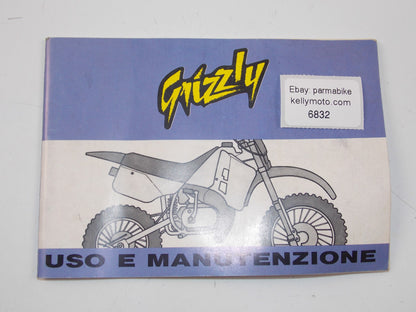 Grizzly
Ebay: parmabike
kellymoto.com
6832
USO E MANUTENZIONE